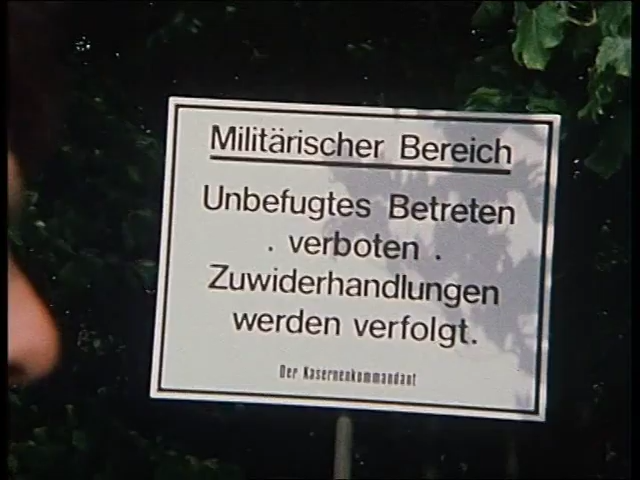 Militärischer Bereich
Unbefugtes Betreten
. verboten .
Zuwiderhandlungen
werden verfolgt.
Der Kasernenkommandant